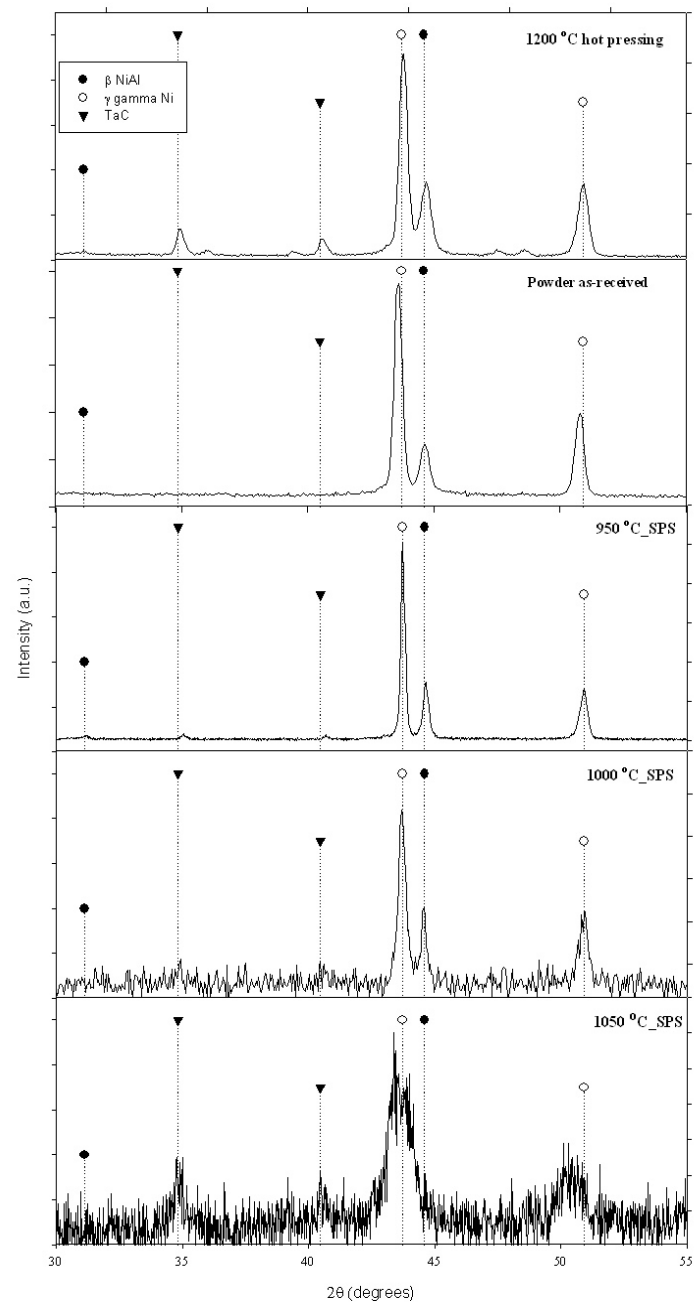 1200 °C hot pressing
β NiAl
γ gamma Ni
TaC
Powder as-received
950 °C_SPS
1000 °C_SPS
1050 °C_SPS
Intensity (a.u.)
30 35 40 45 50 55
2θ (degrees)